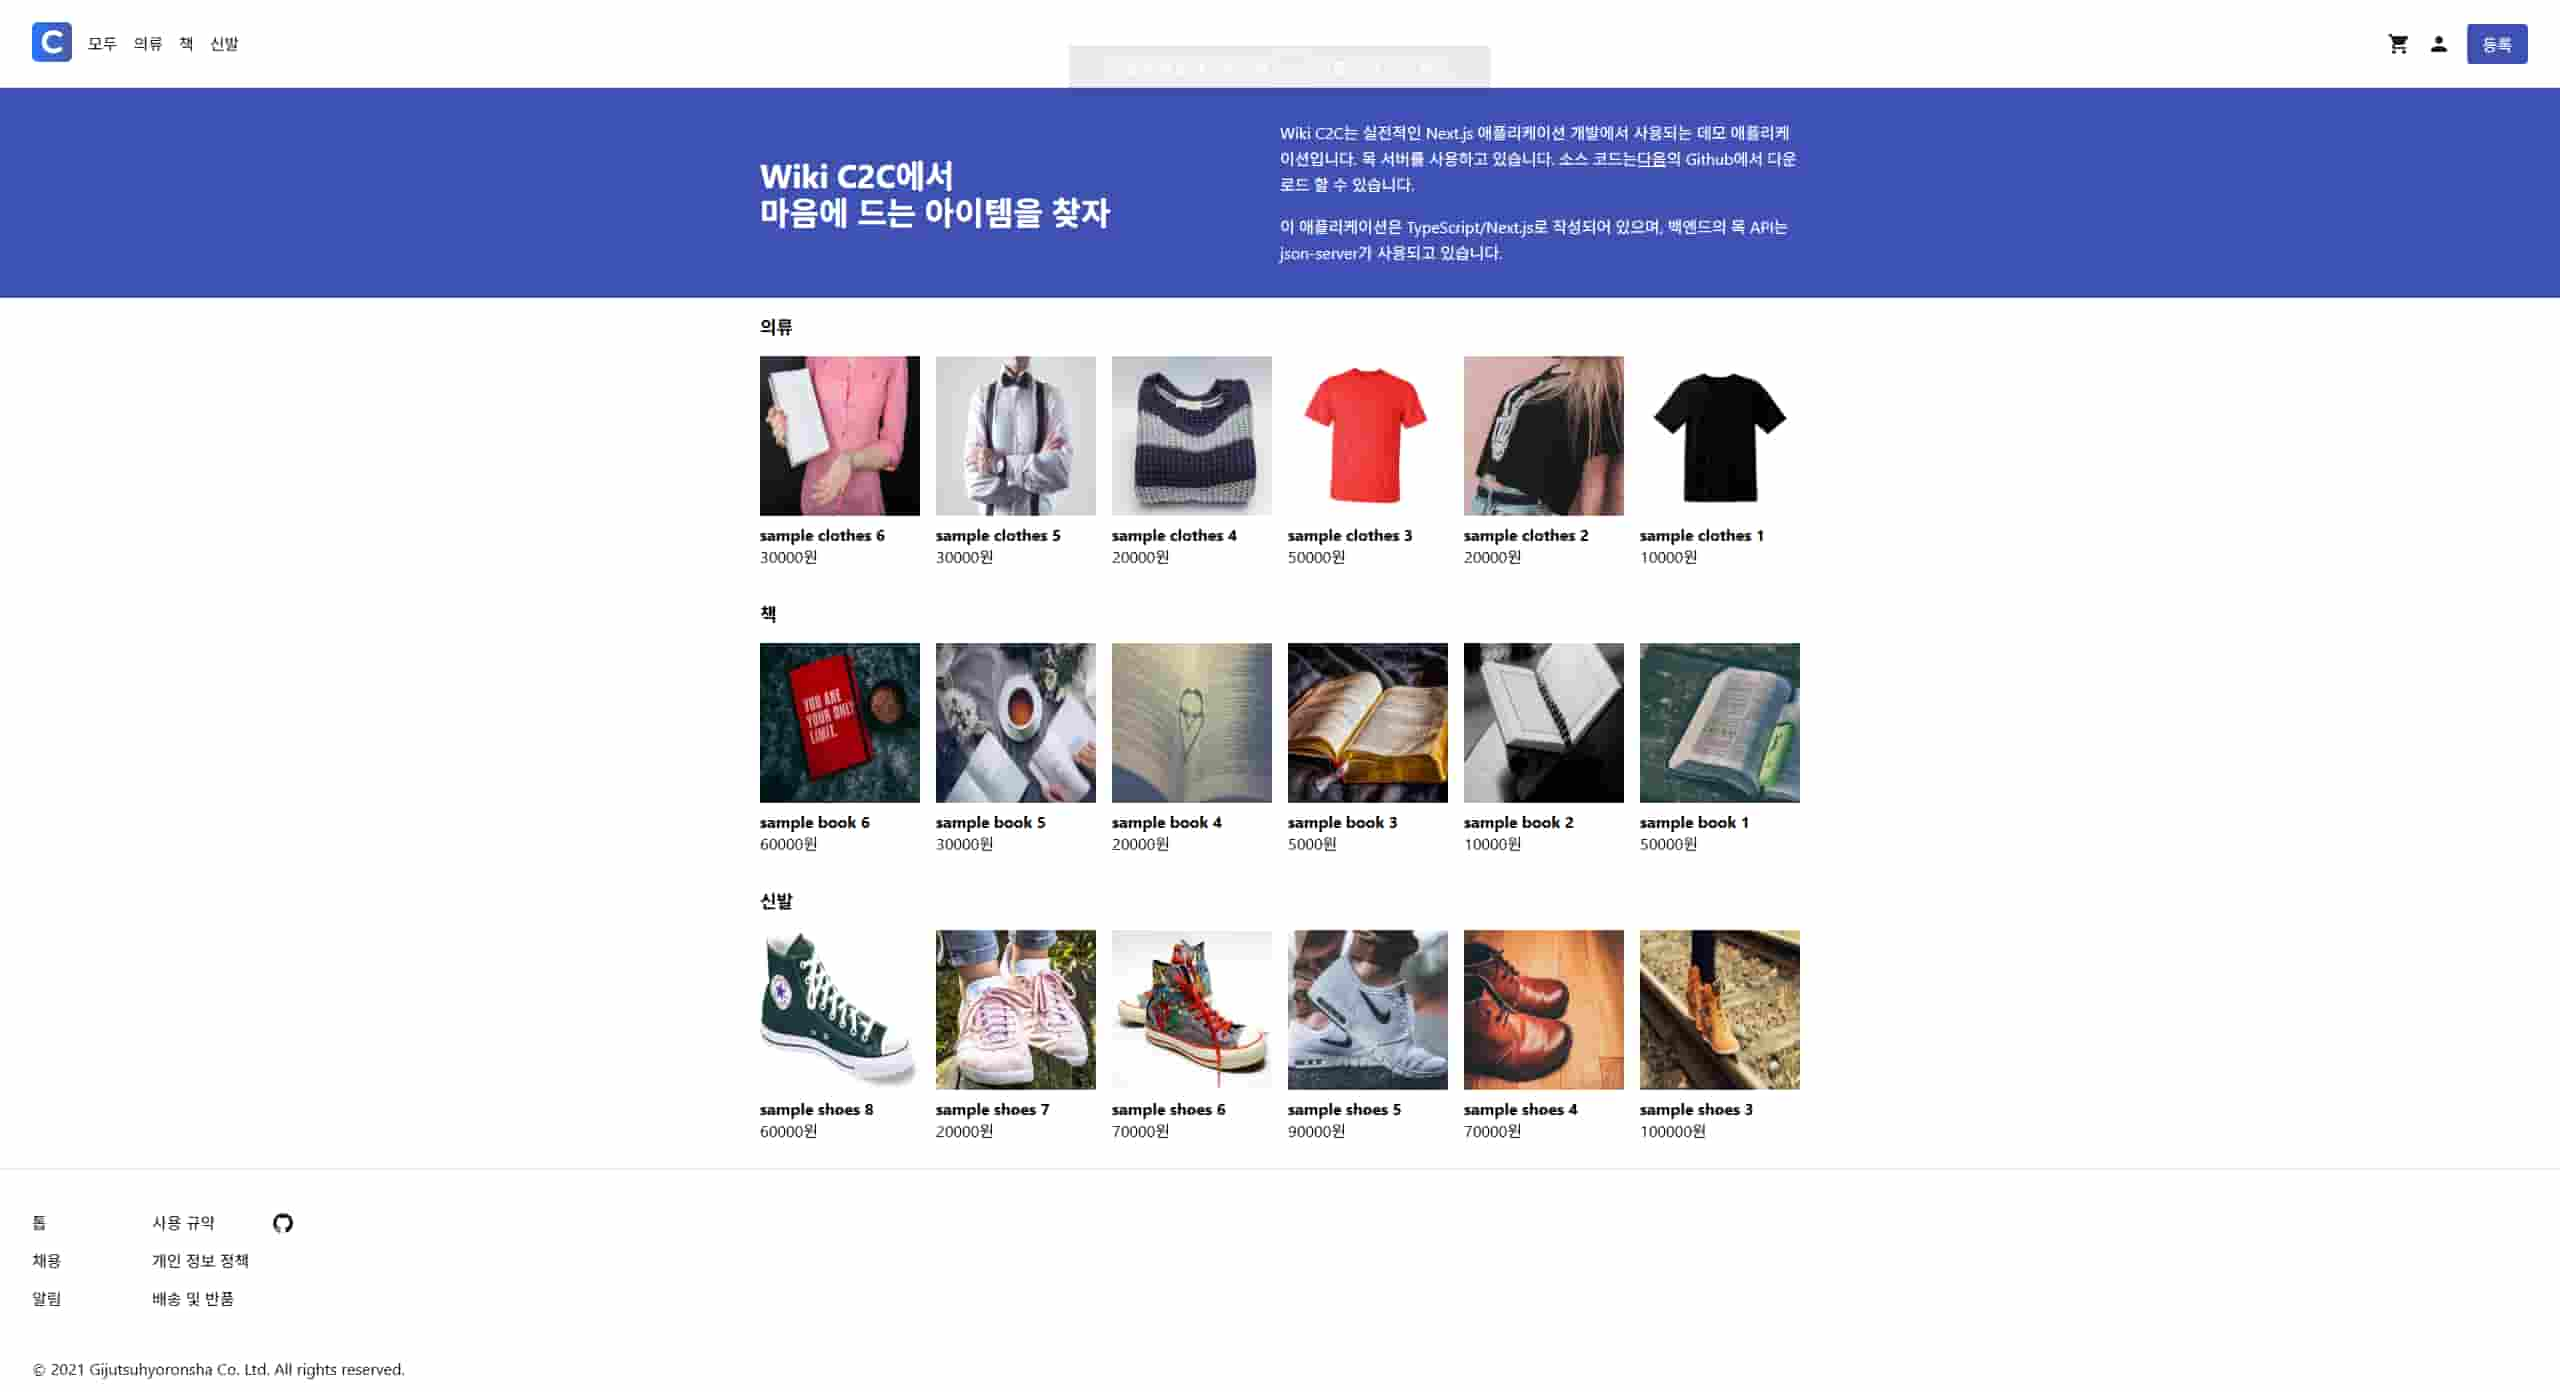 C 모두 의류 책 신발 등록
Wiki C2C에서
마음에 드는 아이템을 찾자
Wiki C2C는 실전적인 Next.js 애플리케이션 개발에서 사용되는 데모 애플리케
이션입니다. 목 서버를 사용하고 있습니다. 소스 코드는다음의 Github에서 다운
로드 할 수 있습니다.
이 애플리케이션은 TypeScript/Next.js로 작성되어 있으며, 백엔드의 목 API는
json-server가 사용되고 있습니다.
의류
sample clothes 6 sample clothes 5 sample clothes 4 sample clothes 3 sample clothes 2 sample clothes 1
30000원 30000원 20000원 50000원 20000원 10000원
책
YOU ARE
YOUR ONLY
LIMIT.
sample book 6 sample book 5 sample book 4 sample book 3 sample book 2 sample book 1
60000원 30000원 20000원 5000원 10000원 50000원
신발
sample shoes 8 sample shoes 7 sample shoes 6 sample shoes 5 sample shoes 4 sample shoes 3
60000원 20000원 70000원 90000원 70000원 100000원
톱 사용 규약
채용 개인 정보 정책
알림 배송 및 반품
© 2021 Gijutsuhyoronsha Co. Ltd. All rights reserved.